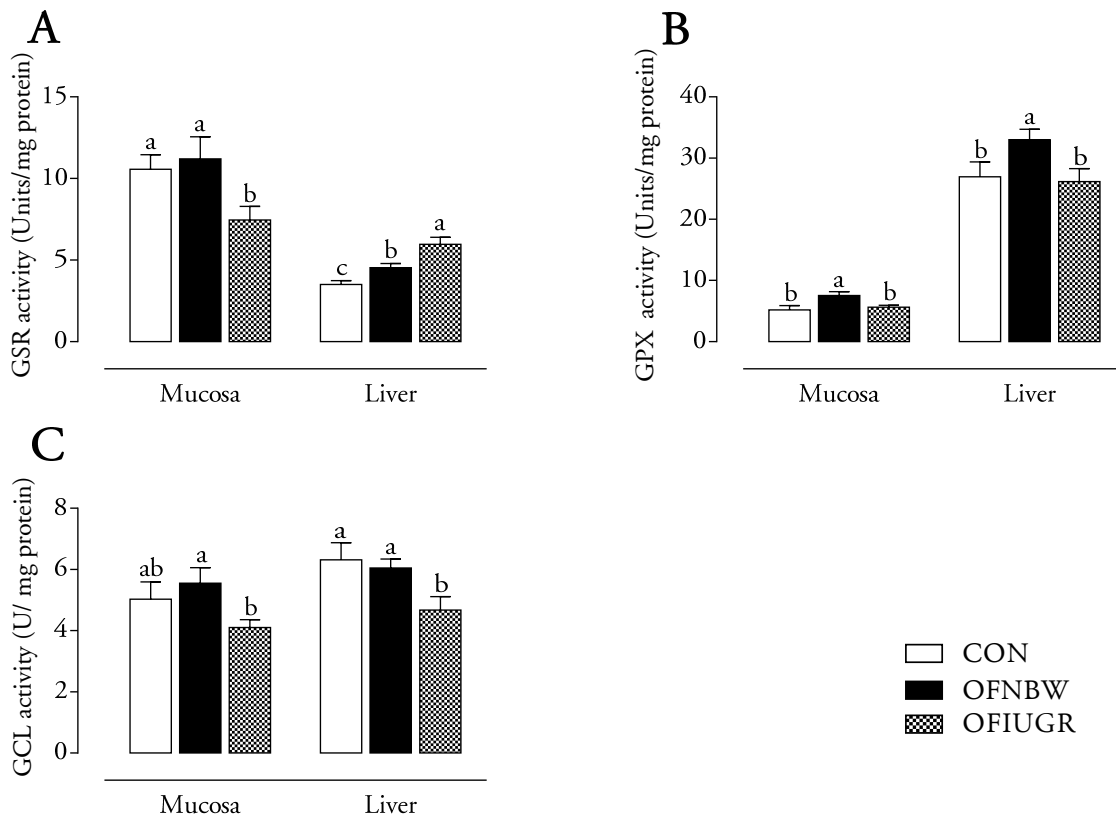 A
GSR activity (Units/mg protein)
15
10
5
0
a
a
b
c
b
a
Mucosa
Liver
B
GPX activity (Units/mg protein)
40
30
20
10
0
b
a
b
b
a
b
Mucosa
Liver
C
GCL activity (U/ mg protein)
8
6
4
2
0
ab
a
b
a
a
b
Mucosa
Liver
CON
OFNBW
OFIUGR